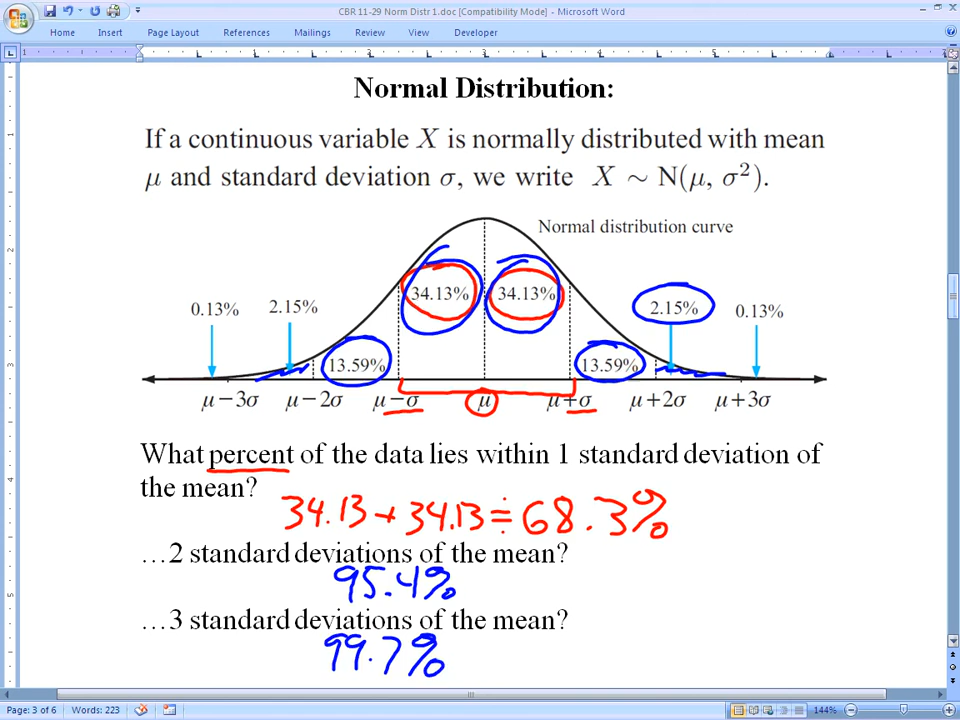 CBR 11-29 Norm Distr 1.doc [Compatibility Mode] - Microsoft Word
Home Insert Page Layout References Mailings Review View Developer
Normal Distribution:
If a continuous variable X is normally distributed with mean
μ and standard deviation σ, we write X ~ N(μ, σ²).
Normal distribution curve
34.13% 34.13%
0.13% 2.15% 2.15% 0.13%
13.59% 13.59%
μ−3σ μ−2σ μ−σ μ μ+σ μ+2σ μ+3σ
What percent of the data lies within 1 standard deviation of
the mean?
34.13 + 34.13 ≐ 68.3%
…2 standard deviations of the mean?
95.4%
…3 standard deviations of the mean?
99.7%
Page: 3 of 6 Words: 223 144%